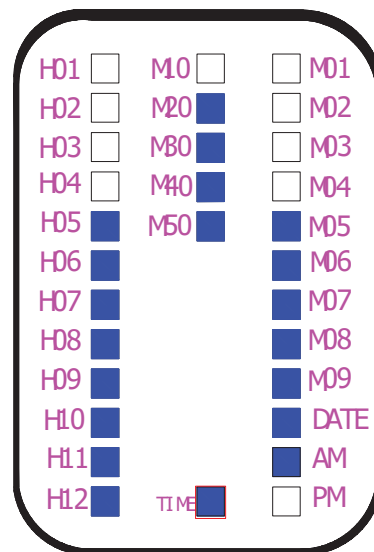 H01 M10 M01
H02 M20 M02
H03 M30 M03
H04 M40 M04
H05 M50 M05
H06 M06
H07 M07
H08 M08
H09 M09
H10 DATE
H11 AM
H12 TIME PM